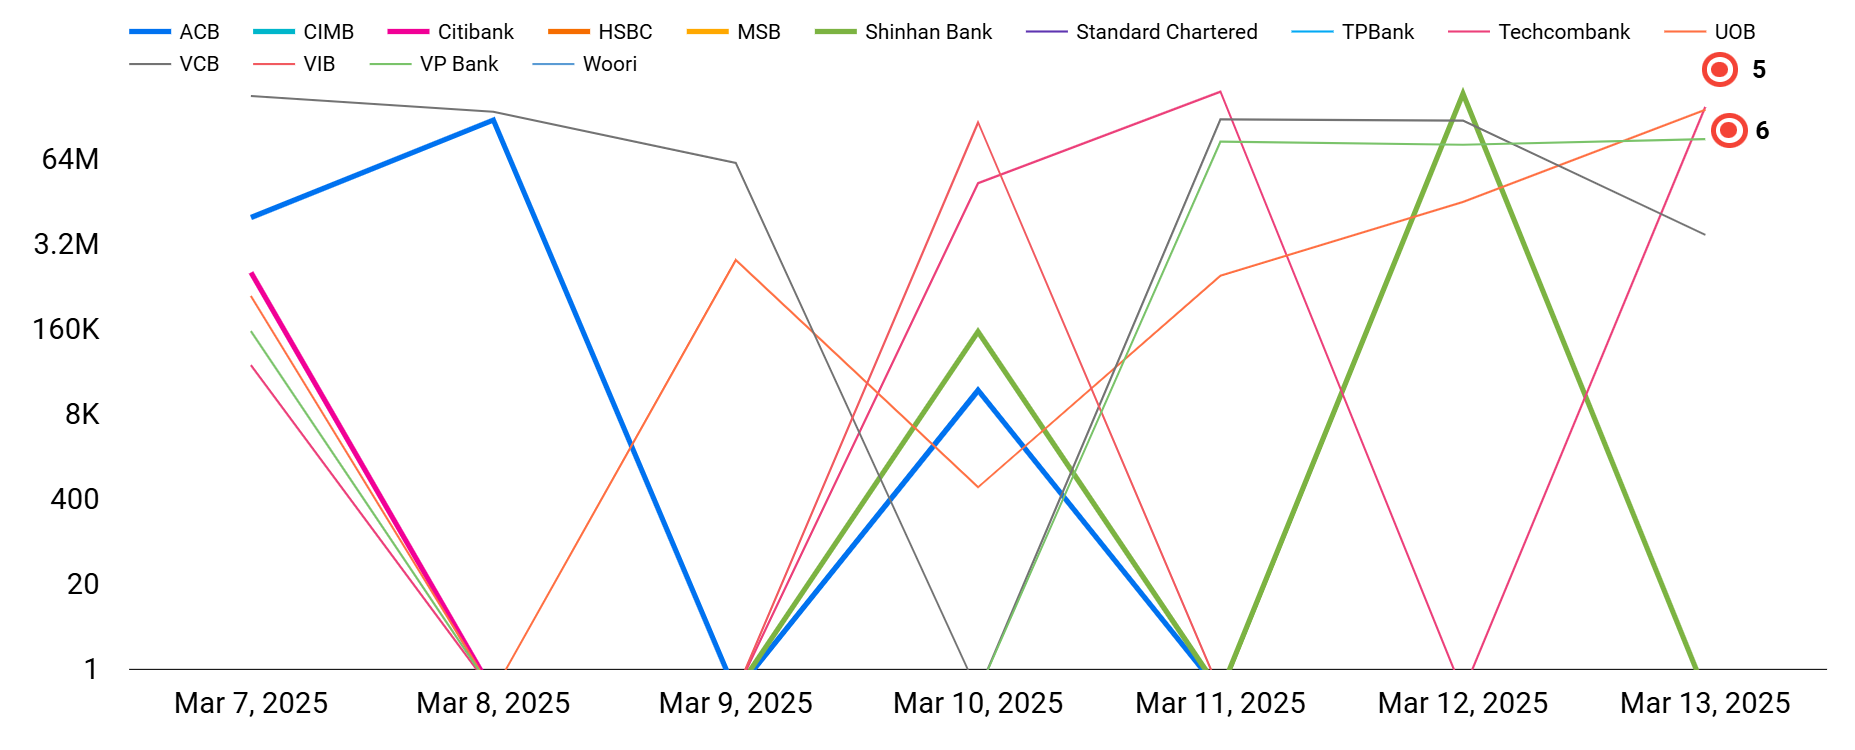 ACB CIMB Citibank HSBC MSB Shinhan Bank Standard Chartered TPBank Techcombank UOB
VCB VIB VP Bank Woori
5
6
64M
3.2M
160K
8K
400
20
1
Mar 7, 2025 Mar 8, 2025 Mar 9, 2025 Mar 10, 2025 Mar 11, 2025 Mar 12, 2025 Mar 13, 2025